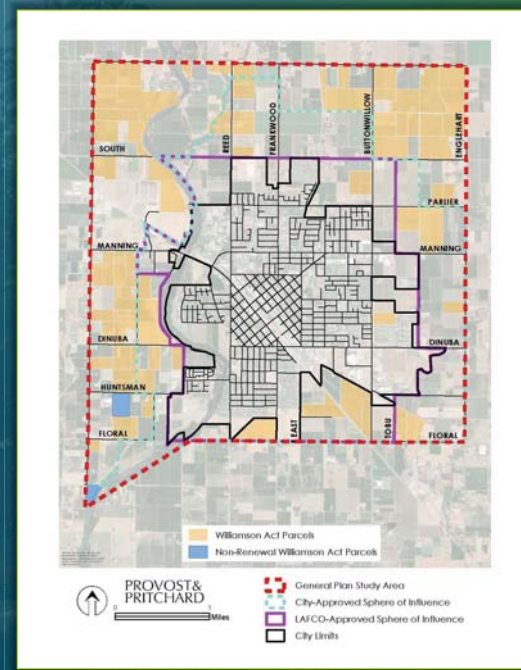 SOUTH
REED
FRANKWOOD
BUTTONWILLOW
ENGLEHART
PARLIER
MANNING
MANNING
DINUBA
DINUBA
HUNTSMAN
FLORAL
EAST
TOBU
FLORAL
Williamson Act Parcels
Non-Renewal Williamson Act Parcels
PROVOST&
PRITCHARD
0 1
Miles
General Plan Study Area
City-Approved Sphere of Influence
LAFCO-Approved Sphere of Influence
City Limits